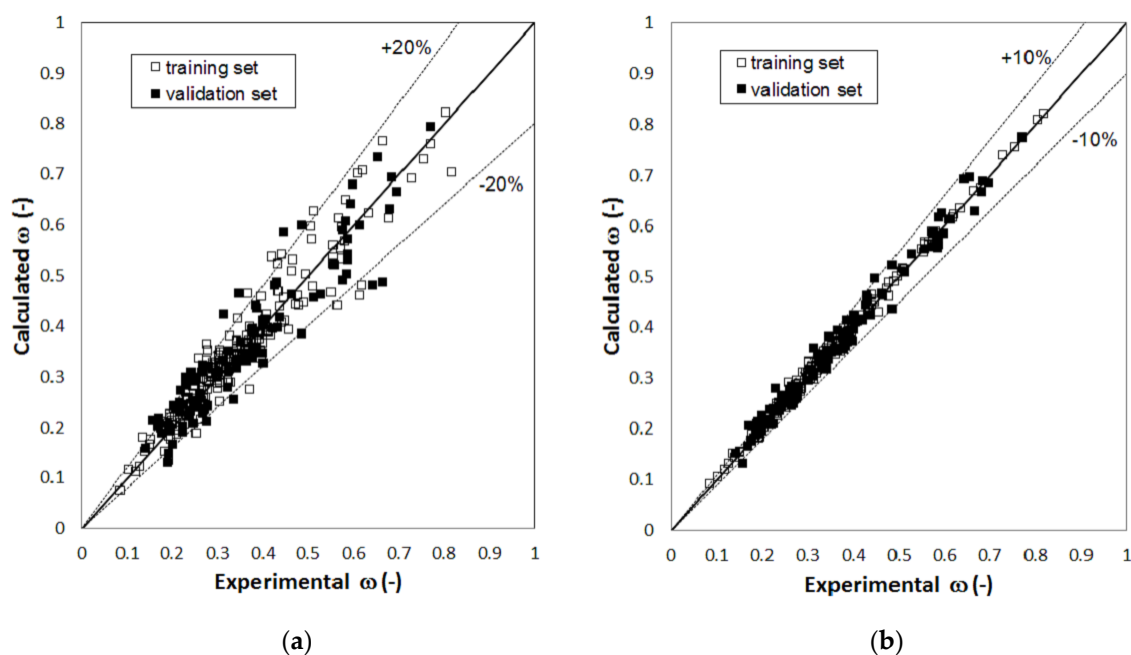 1
0.9
0.8
0.7
0.6
0.5
0.4
0.3
0.2
0.1
0
Calculated ω (-)
training set
validation set
+20%
-20%
0 0.1 0.2 0.3 0.4 0.5 0.6 0.7 0.8 0.9 1
Experimental ω (-)
(a)
1
0.9
0.8
0.7
0.6
0.5
0.4
0.3
0.2
0.1
0
Calculated ω (-)
training set
validation set
+10%
-10%
0 0.1 0.2 0.3 0.4 0.5 0.6 0.7 0.8 0.9 1
Experimental ω (-)
(b)